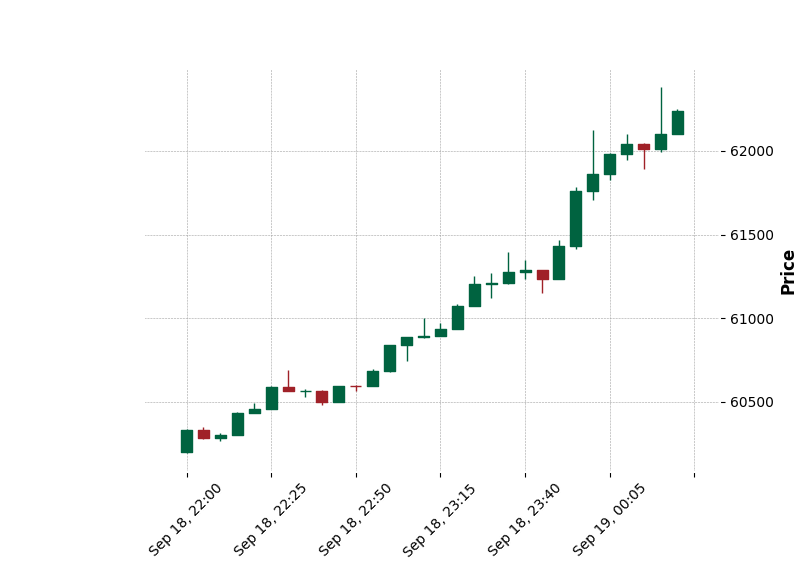 62000
61500
61000
60500
Price
Sep 18, 22:00
Sep 18, 22:25
Sep 18, 22:50
Sep 18, 23:15
Sep 18, 23:40
Sep 19, 00:05